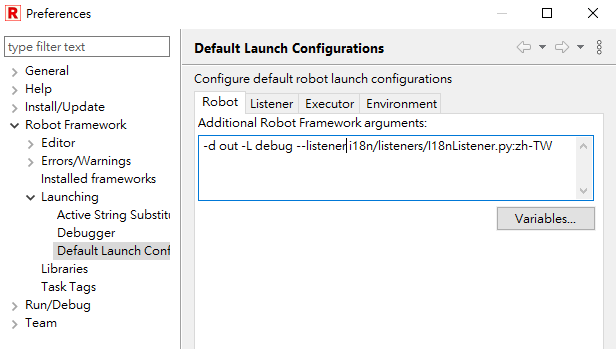 R Preferences
type filter text
General
Help
Install/Update
Robot Framework
Editor
Errors/Warnings
Installed frameworks
Launching
Active String Substitu
Debugger
Default Launch Conf
Libraries
Task Tags
Run/Debug
Team
Default Launch Configurations
Configure default robot launch configurations
Robot Listener Executor Environment
Additional Robot Framework arguments:
-d out -L debug --listener i18n/listeners/I18nListener.py:zh-TW
Variables...